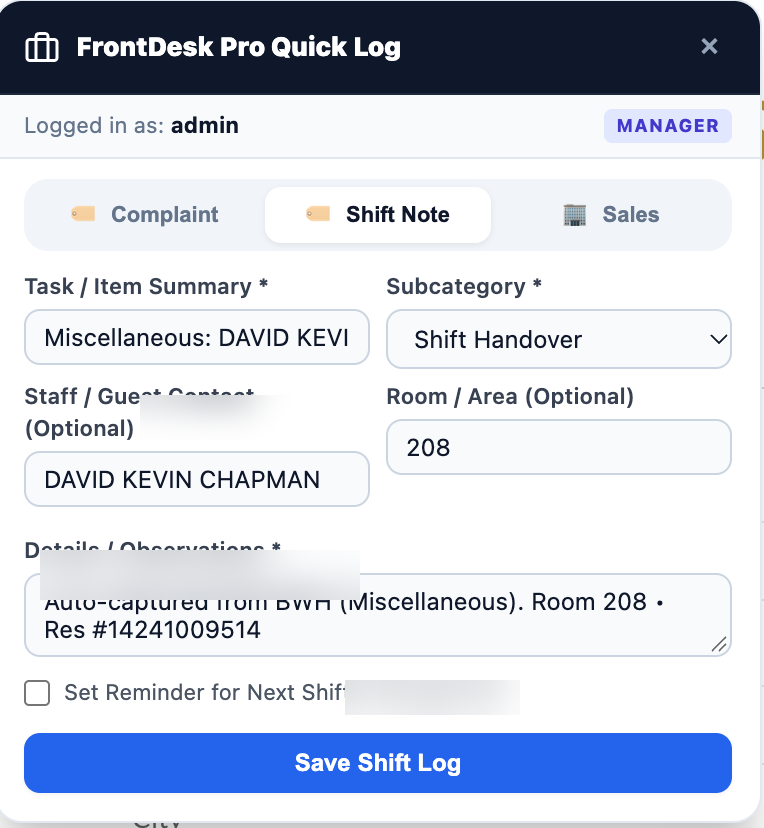 FrontDesk Pro Quick Log
Logged in as: admin
MANAGER
Complaint
Shift Note
Sales
Task / Item Summary *
Subcategory *
Miscellaneous: DAVID KEVI
Shift Handover
Staff / Guest Contact
(Optional)
Room / Area (Optional)
DAVID KEVIN CHAPMAN
208
Details / Observations *
Auto-captured from BWH (Miscellaneous). Room 208 •
Res #14241009514
Set Reminder for Next Shift
Save Shift Log
City